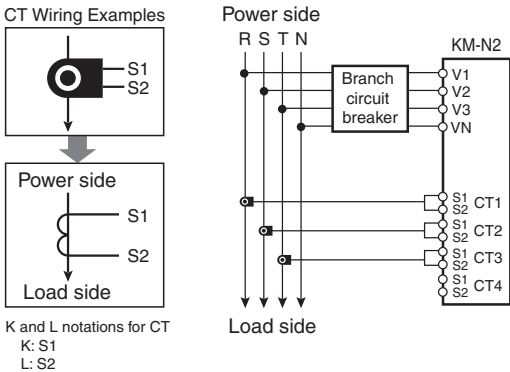 CT Wiring Examples
S1
S2
Power side
S1
S2
Load side
K and L notations for CT
K: S1
L: S2
Power side
R S T N
KM-N2
Branch
circuit
breaker
V1
V2
V3
VN
S1
S2 CT1
S1
S2 CT2
S1
S2 CT3
S1
S2 CT4
Load side